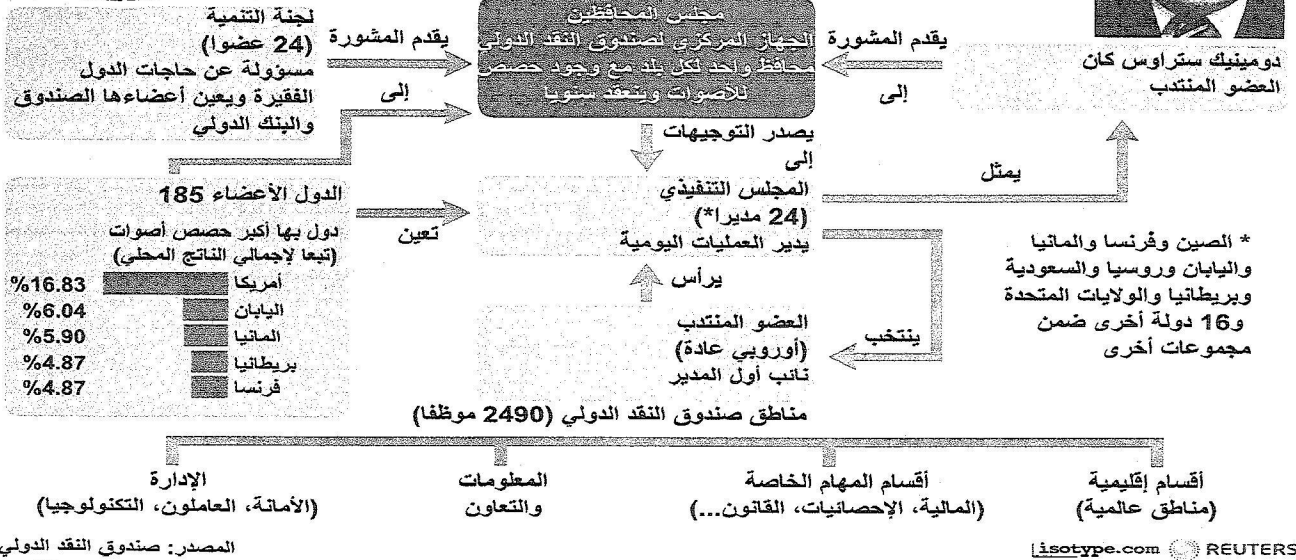 مجلس المحافظين
الجهاز المركزي لصندوق النقد الدولي
محافظ واحد لكل بلد مع وجود حصص
للأصوات وينعقد سنويا
يقدم المشورة
إلى
دومينيك ستراوس كان
العضو المنتدب
لجنة التنمية
(24 عضوا)
مسؤولة عن حاجات الدول
الفقيرة ويعين أعضاءها الصندوق
والبنك الدولي
يقدم المشورة
إلى
يصدر التوجيهات
إلى
المجلس التنفيذي
(24 مديرا*)
يدير العمليات اليومية
يمثل
الدول الأعضاء 185
دول بها أكبر حصص أصوات
(تبعا لإجمالي الناتج المحلي)
أمريكا %16.83
اليابان %6.04
المانيا %5.90
بريطانيا %4.87
فرنسا %4.87
تعين
يرأس
العضو المنتدب
(أوروبي عادة)
نائب أول المدير
ينتخب
* الصين وفرنسا والمانيا
واليابان وروسيا والسعودية
وبريطانيا والولايات المتحدة
و16 دولة أخرى ضمن
مجموعات أخرى
مناطق صندوق النقد الدولي (2490 موظفا)
أقسام إقليمية
(مناطق عالمية)
أقسام المهام الخاصة
(المالية، الإحصائيات، القانون...)
المعلومات
والتعاون
الإدارة
(الأمانة، العاملون، التكنولوجيا)
المصدر: صندوق النقد الدولي
isotype.com REUTERS